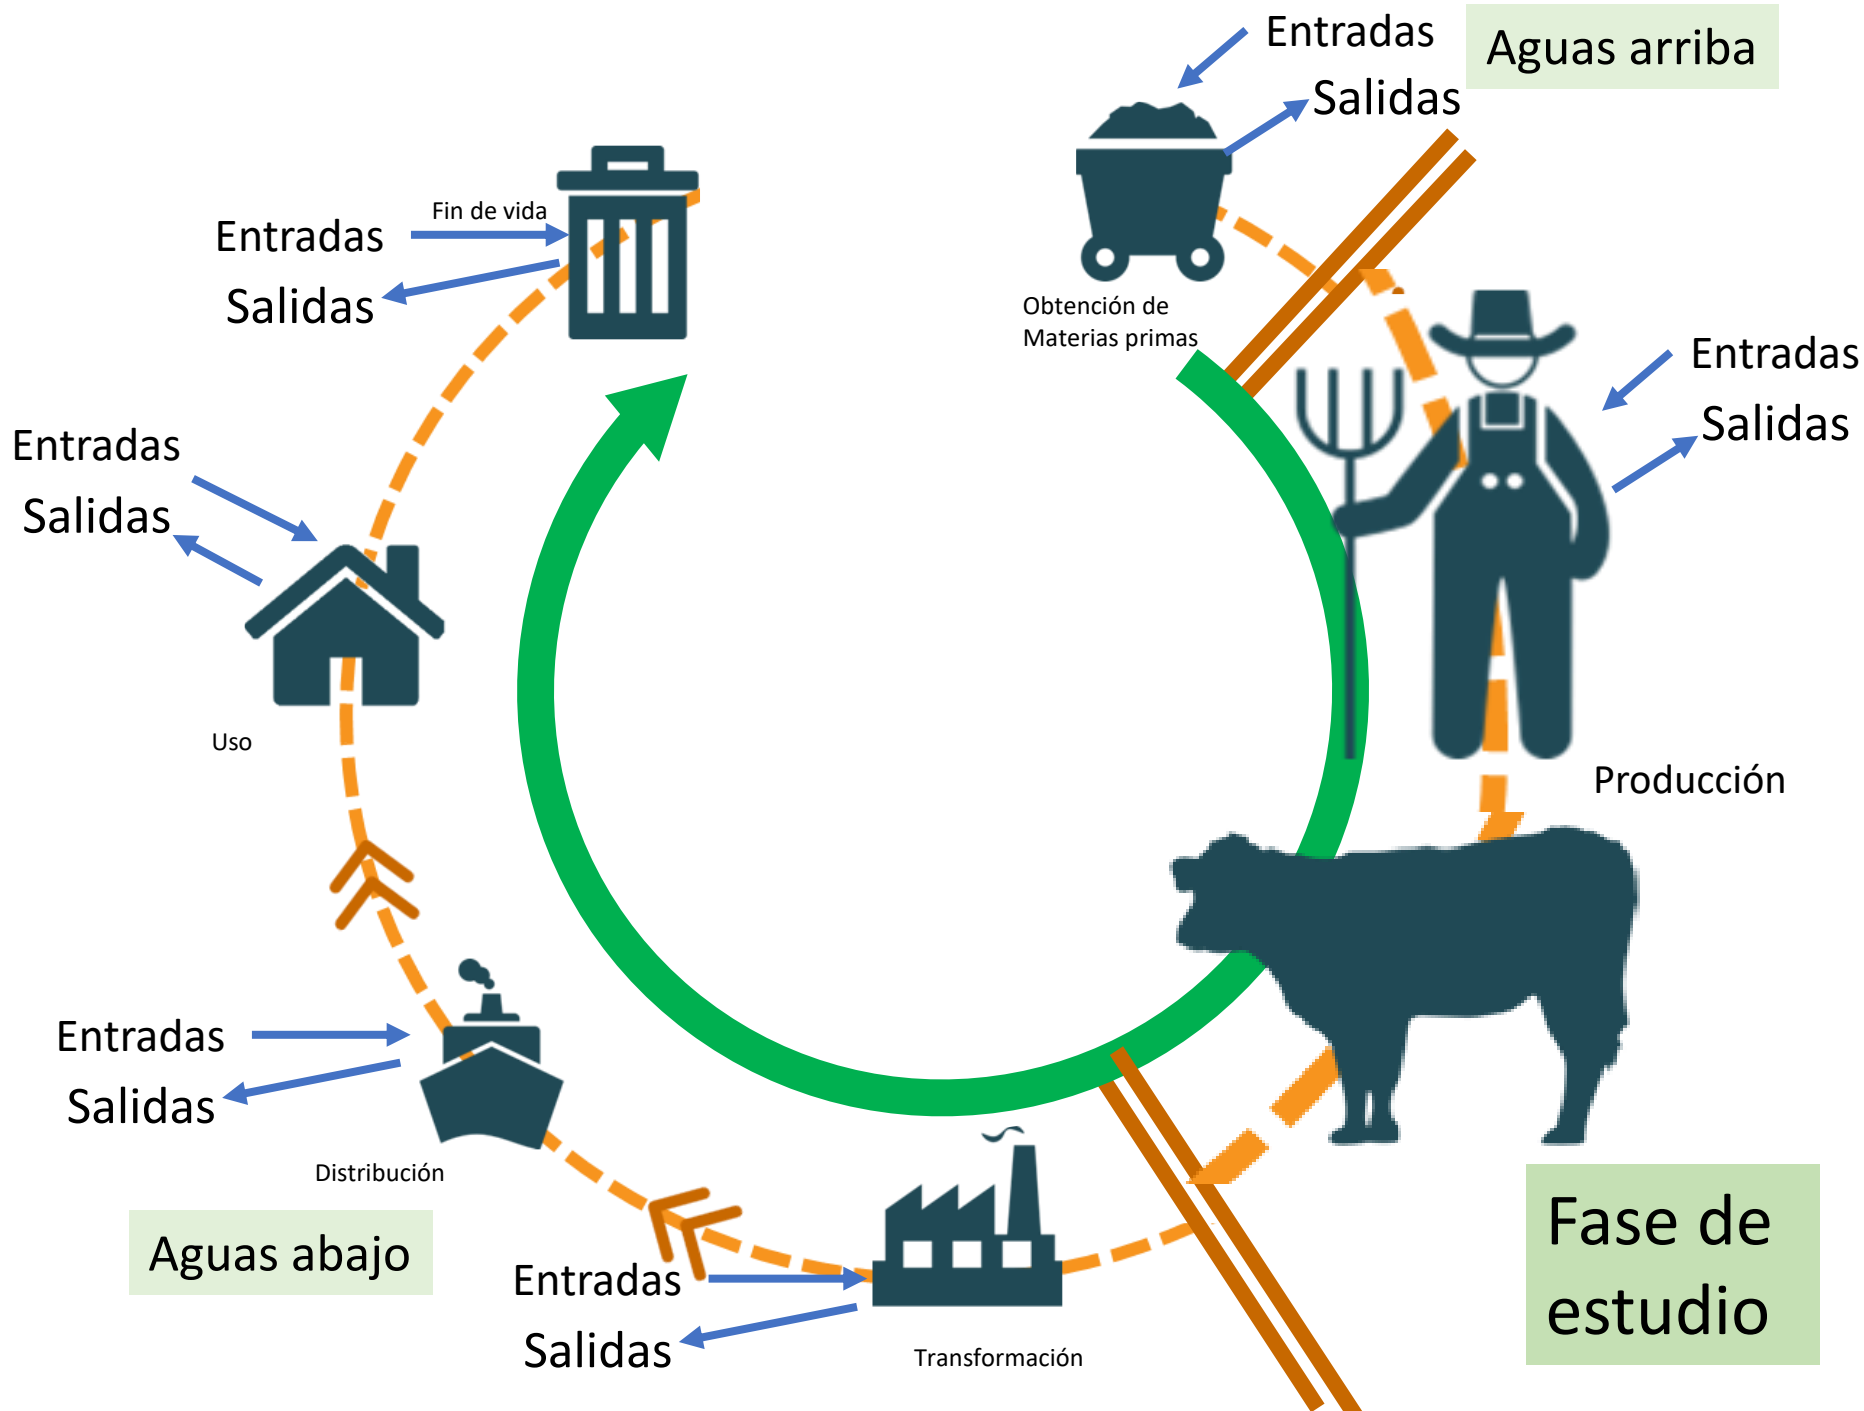 Entradas
Salidas
Aguas arriba
Obtención de
Materias primas
Entradas
Salidas
Producción
Fase de
estudio
Entradas
Salidas
Transformación
Entradas
Salidas
Distribución
Aguas abajo
Entradas
Salidas
Uso
Fin de vida
Entradas
Salidas